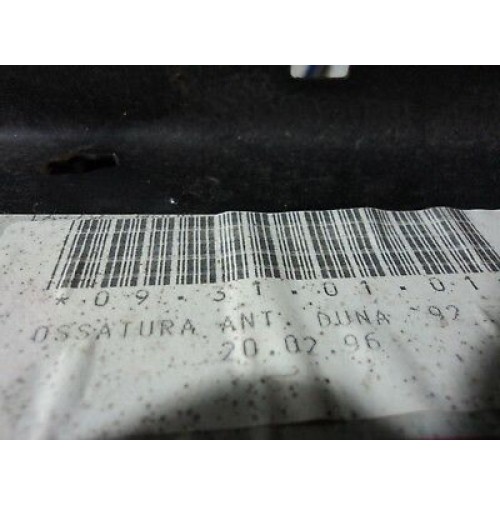 *09.31.01.01
OSSATURA ANT. DUNA '92
20.02.96